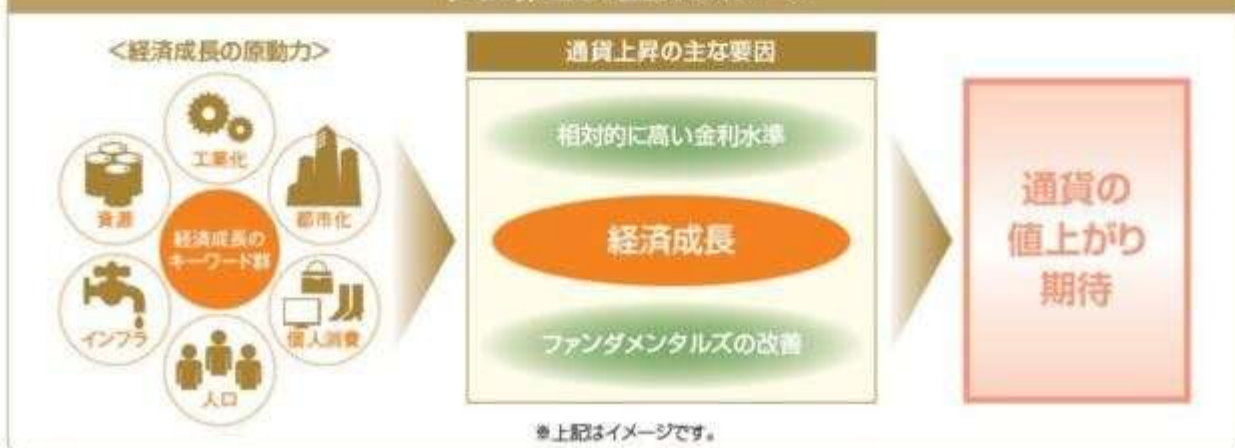 <経済成長の原動力>
工業化
資源
都市化
経済成長の
キーワード群
インフラ
個人消費
人口
通貨上昇の主な要因
相対的に高い金利水準
経済成長
ファンダメンタルズの改善
通貨の
値上がり
期待
※上記はイメージです。